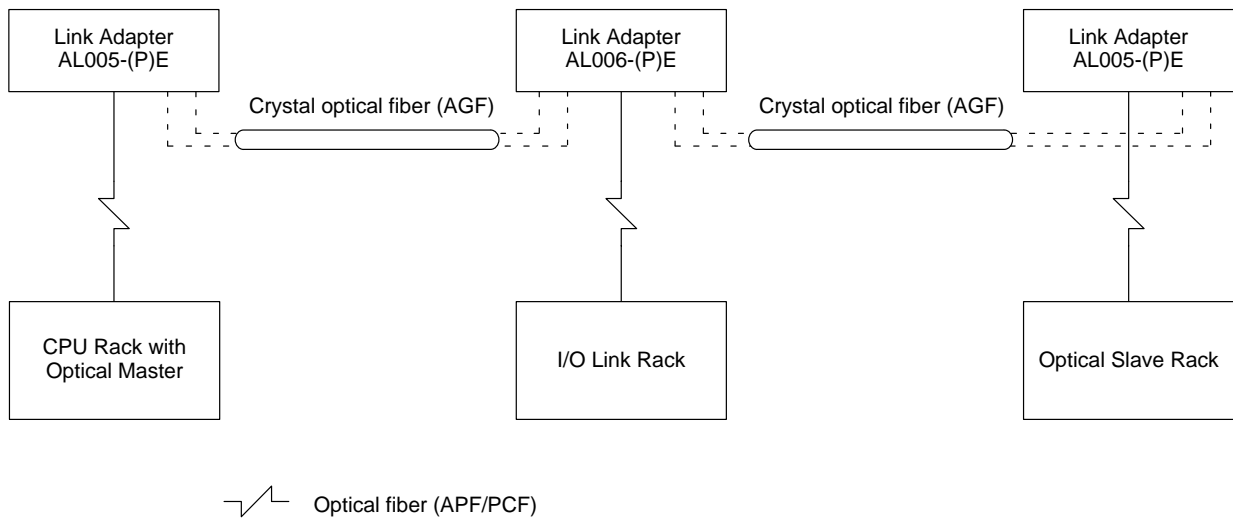 Link Adapter
AL005-(P)E
Link Adapter
AL006-(P)E
Link Adapter
AL005-(P)E
Crystal optical fiber (AGF)
Crystal optical fiber (AGF)
CPU Rack with
Optical Master
I/O Link Rack
Optical Slave Rack
Optical fiber (APF/PCF)